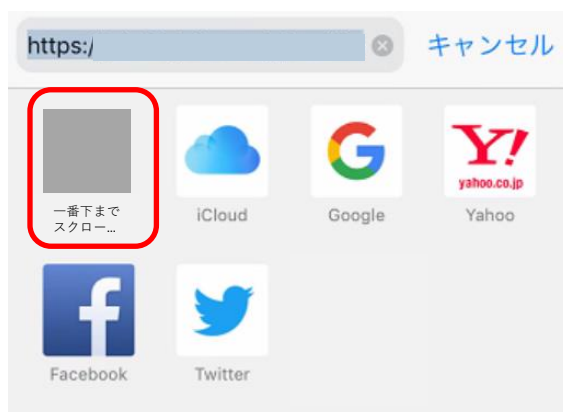 https:/
キャンセル
一番下まで
スクロー...
iCloud
Google
Y!
yahoo.co.jp
Yahoo
Facebook
Twitter